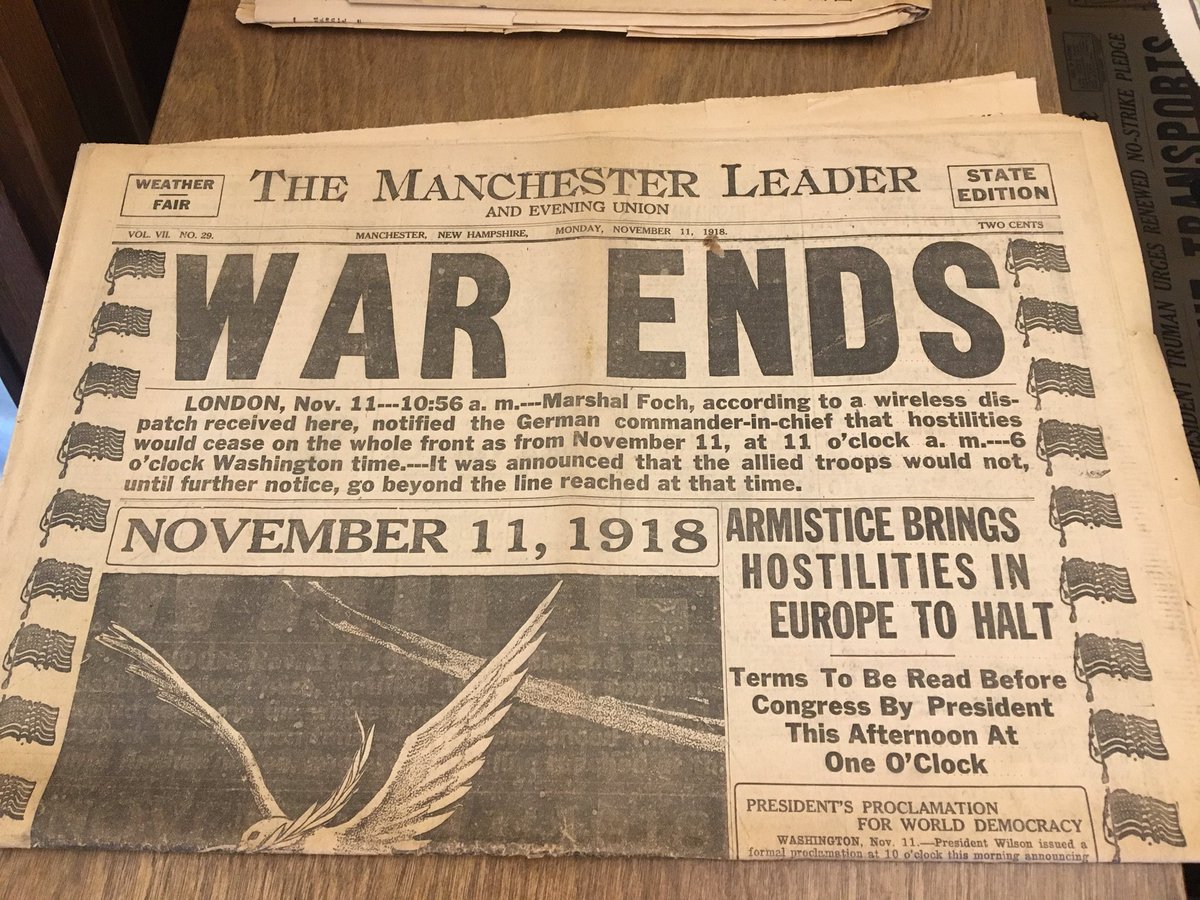 WEATHER
FAIR
THE MANCHESTER LEADER
AND EVENING UNION
STATE
EDITION
VOL. VII. NO. 29.
MANCHESTER, NEW HAMPSHIRE, MONDAY, NOVEMBER 11, 1918.
TWO CENTS
WAR ENDS
LONDON, Nov. 11---10:56 a. m.---Marshal Foch, according to a wireless dis-
patch received here, notified the German commander-in-chief that hostilities
would cease on the whole front as from November 11, at 11 o'clock a. m.---6
o'clock Washington time.---It was announced that the allied troops would not,
until further notice, go beyond the line reached at that time.
NOVEMBER 11, 1918
ARMISTICE BRINGS
HOSTILITIES IN
EUROPE TO HALT
Terms To Be Read Before
Congress By President
This Afternoon At
One O'Clock
PRESIDENT'S PROCLAMATION
FOR WORLD DEMOCRACY
WASHINGTON, Nov. 11.—President Wilson issued a
formal proclamation at 10 o'clock this morning announcing
TRANSPORTS
PRESIDENT TRUMAN URGES RENEWED NO-STRIKE PLEDGE